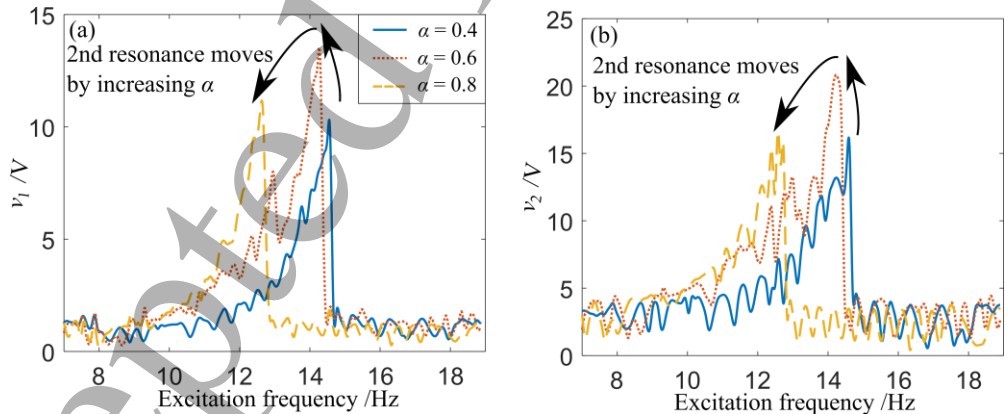 (a)
2nd resonance moves
by increasing α
α = 0.4
α = 0.6
α = 0.8
15
10
5
0
v₁ /V
8 10 12 14 16 18
Excitation frequency /Hz
(b)
2nd resonance moves
by increasing α
25
20
15
10
5
0
v₂ /V
8 10 12 14 16 18
Excitation frequency /Hz
epted